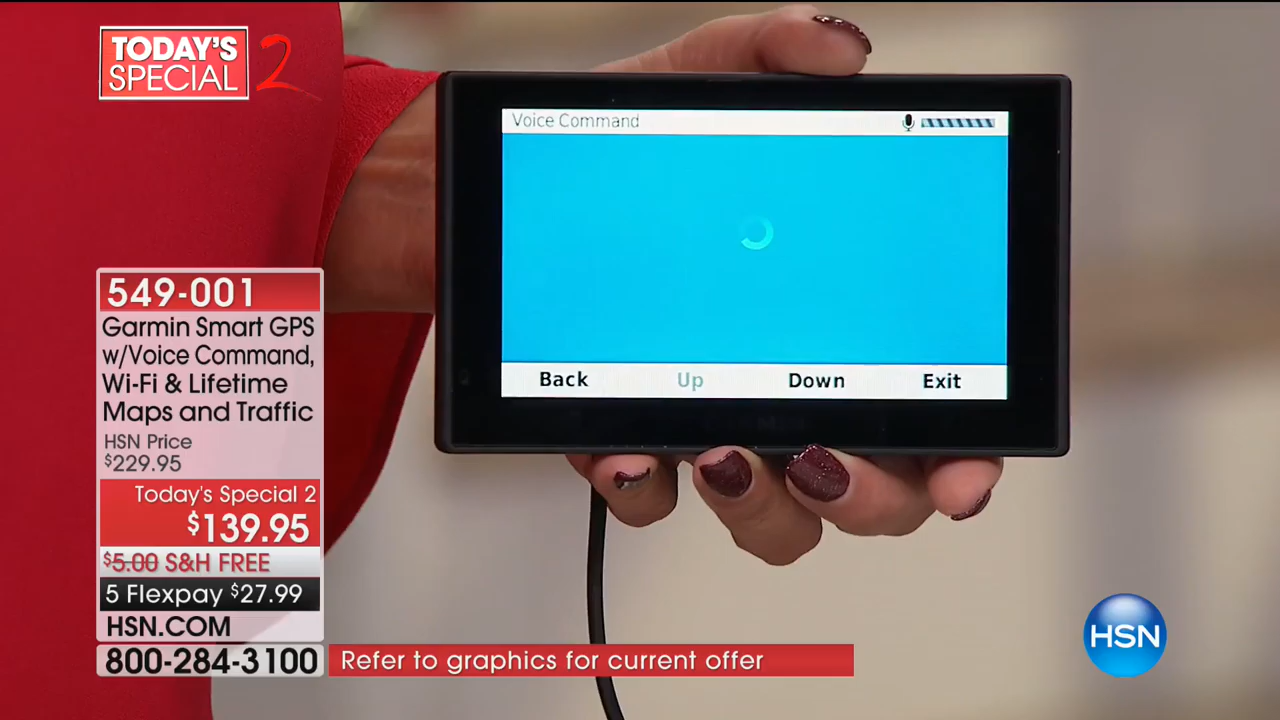 TODAY'S
SPECIAL 2
Voice Command
Back Up Down Exit
549-001
Garmin Smart GPS
w/Voice Command,
Wi-Fi & Lifetime
Maps and Traffic
HSN Price
$229.95
Today's Special 2
$139.95
$5.00 S&H FREE
5 Flexpay $27.99
HSN.COM
800-284-3100
Refer to graphics for current offer
HSN